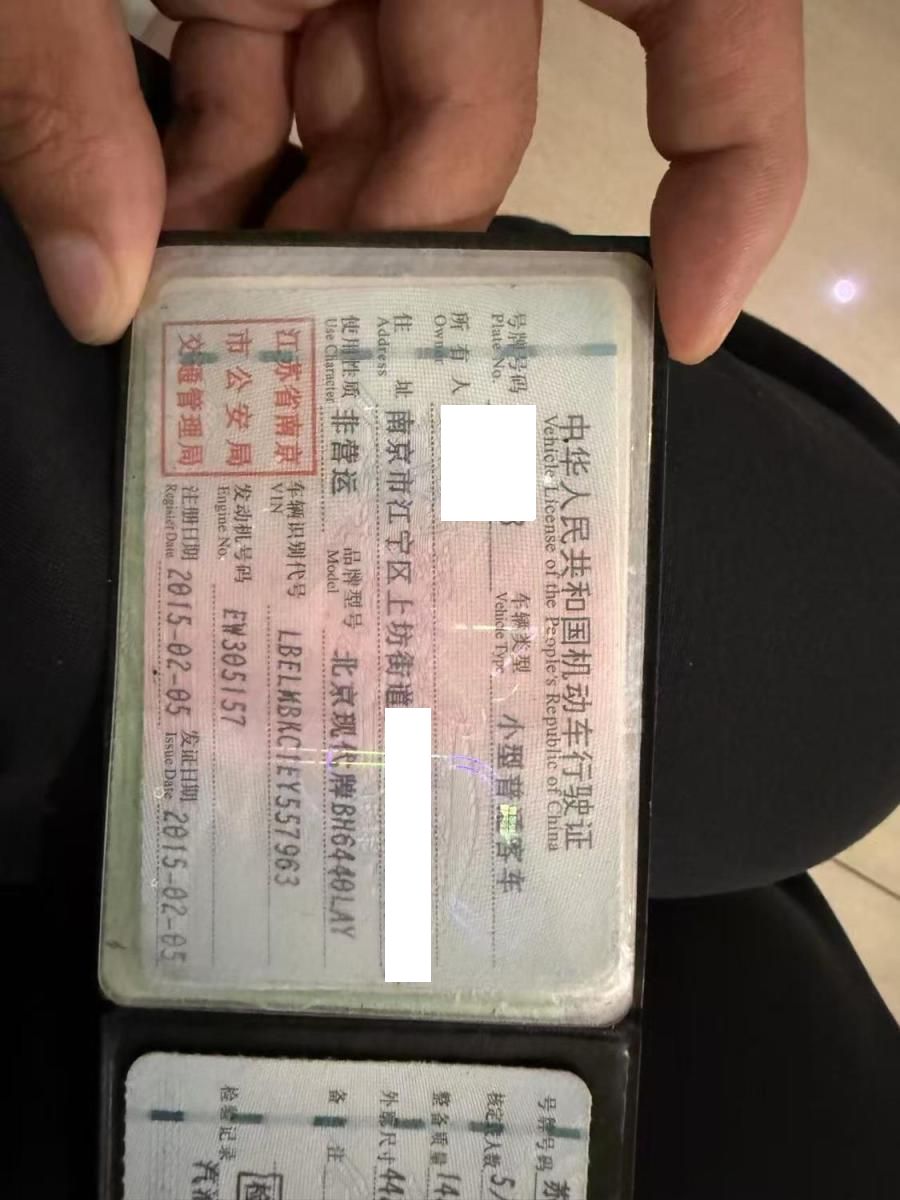 中华人民共和国机动车行驶证
Vehicle License of the People's Republic of China
号牌号码
Plate No.
车辆类型 小型普通客车
Vehicle Type
所有人
Owner
住址 南京市江宁区上坊街道
Address
使用性质 非营运 品牌型号 北京现代牌BH6440LAY
Use Character Model
江苏省南京
市公安局
交通管理局
车辆识别代号 LBELMBKC1EY557963
VIN
发动机号码 EW305157
Engine No.
注册日期 2015-02-05 发证日期 2015-02-05
Register Date Issue Date
号牌号码 苏
核定载人数 5
整备质量 14
外廓尺寸 44
备注
检验记录